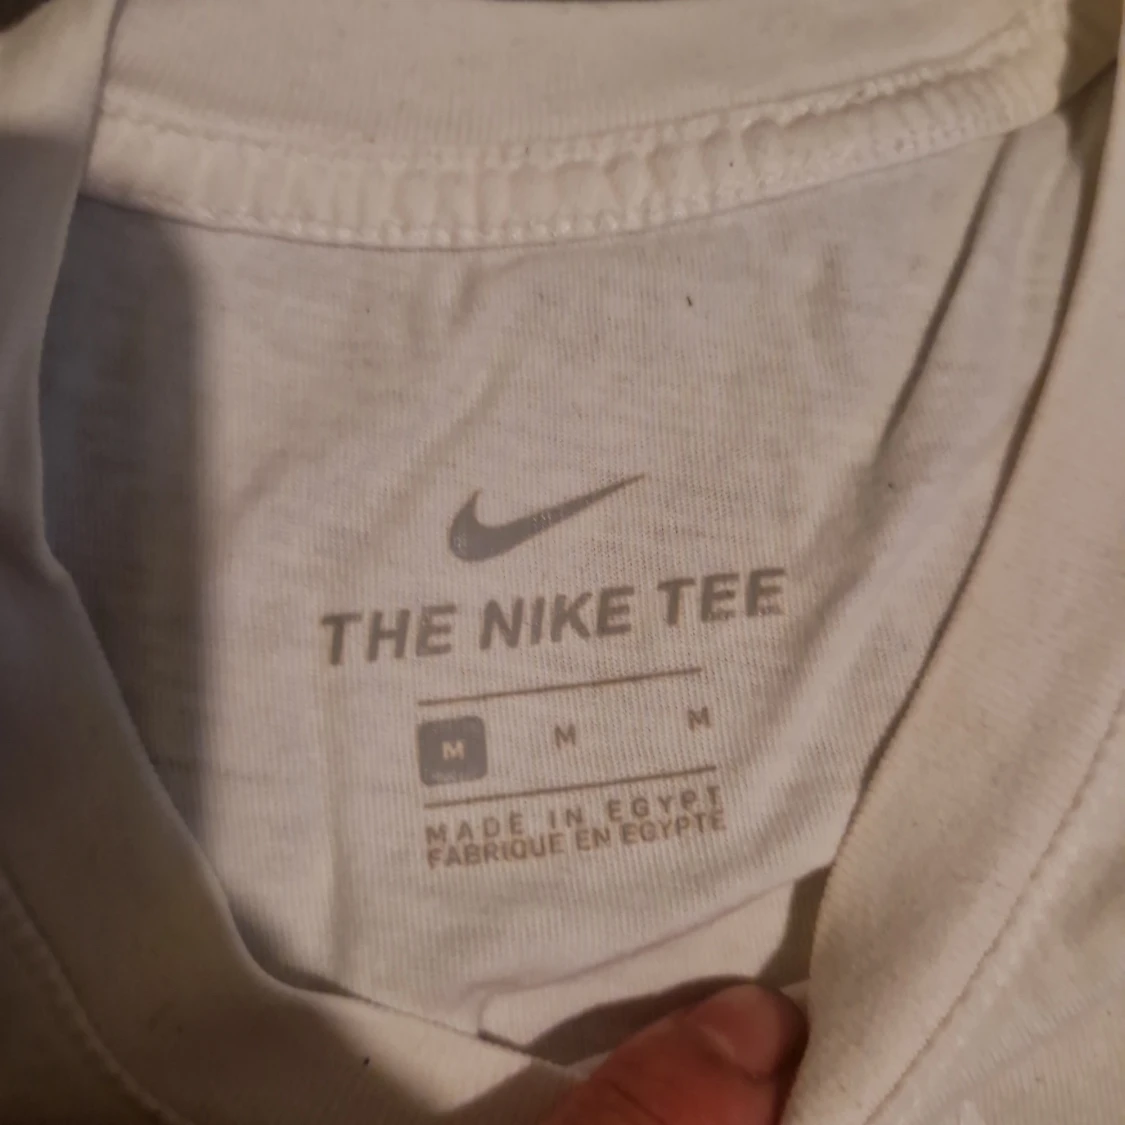 THE NIKE TEE
M M M
MADE IN EGYPT
FABRIQUE EN EGYPTE